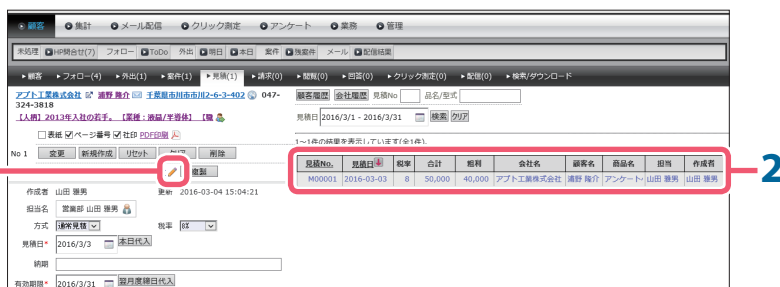 顧客 集計 メール配信 クリック測定 アンケート 業務 管理
未処理 HP問合せ(7) フォロー ToDo 外出 明日 本日 案件 残案件 メール 配信結果
顧客 フォロー(4) 外出(1) 案件(1) 見積(1) 請求(0) 閲覧(0) 回答(0) クリック測定(0) 配信(0) 検索/ダウンロード
アプト工業株式会社 浦野 隆介 千葉県市川市市川2-6-3-402 047-
324-3818
【人柄】2013年入社の若手。【業種：液晶/半導体】【職
表紙 ページ番号 社印 PDF印刷
No 1 変更 新規作成 リセット クリア 削除
複製
作成者 山田 雅男 更新 2016-03-04 15:04:21
担当名 営業部 山田 雅男
方式 通常見積 税率 8%
見積日* 2016/3/3 本日代入
納期
有効期限* 2016/3/31 翌月度締日代入
顧客履歴 会社履歴 見積No 品名/型式
見積日 2016/3/1 - 2016/3/31 検索 クリア
1～1件の結果を表示しています(全1件).
見積No. 見積日 税率 合計 粗利 会社名 顧客名 商品名 担当 作成者
M00001 2016-03-03 8 50,000 40,000 アプト工業株式会社 浦野 隆介 アンケート・ 山田 雅男 山田 雅男
2